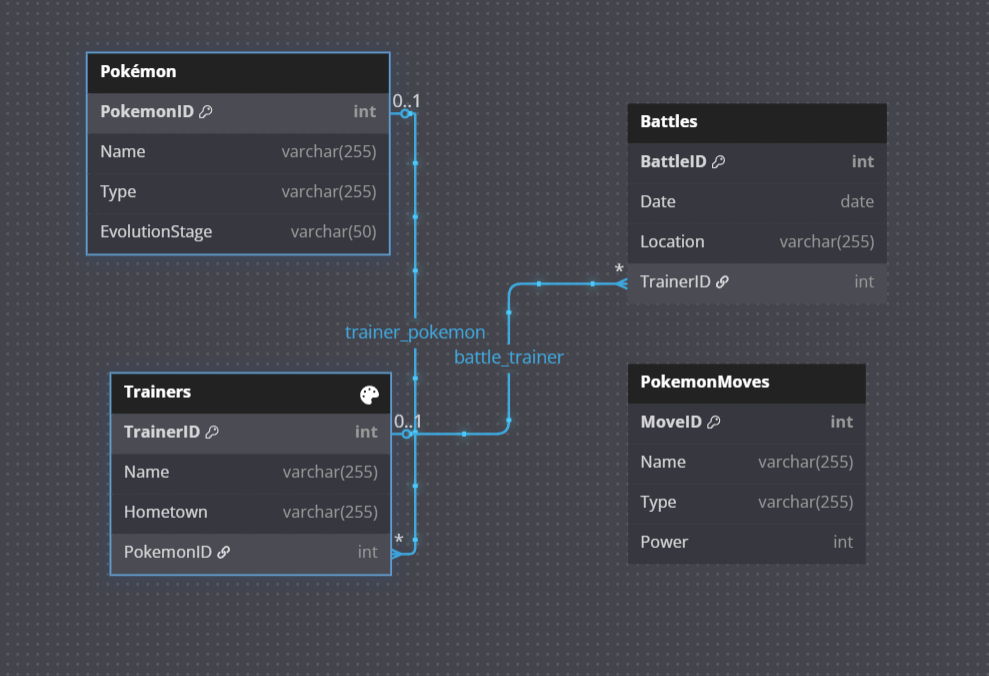 Pokémon
PokemonID int
0..1
Name varchar(255)
Type varchar(255)
EvolutionStage varchar(50)
Battles
BattleID int
Date date
Location varchar(255)
* TrainerID int
trainer_pokemon
battle_trainer
Trainers
TrainerID int
0..1
Name varchar(255)
Hometown varchar(255)
PokemonID int
*
PokemonMoves
MoveID int
Name varchar(255)
Type varchar(255)
Power int